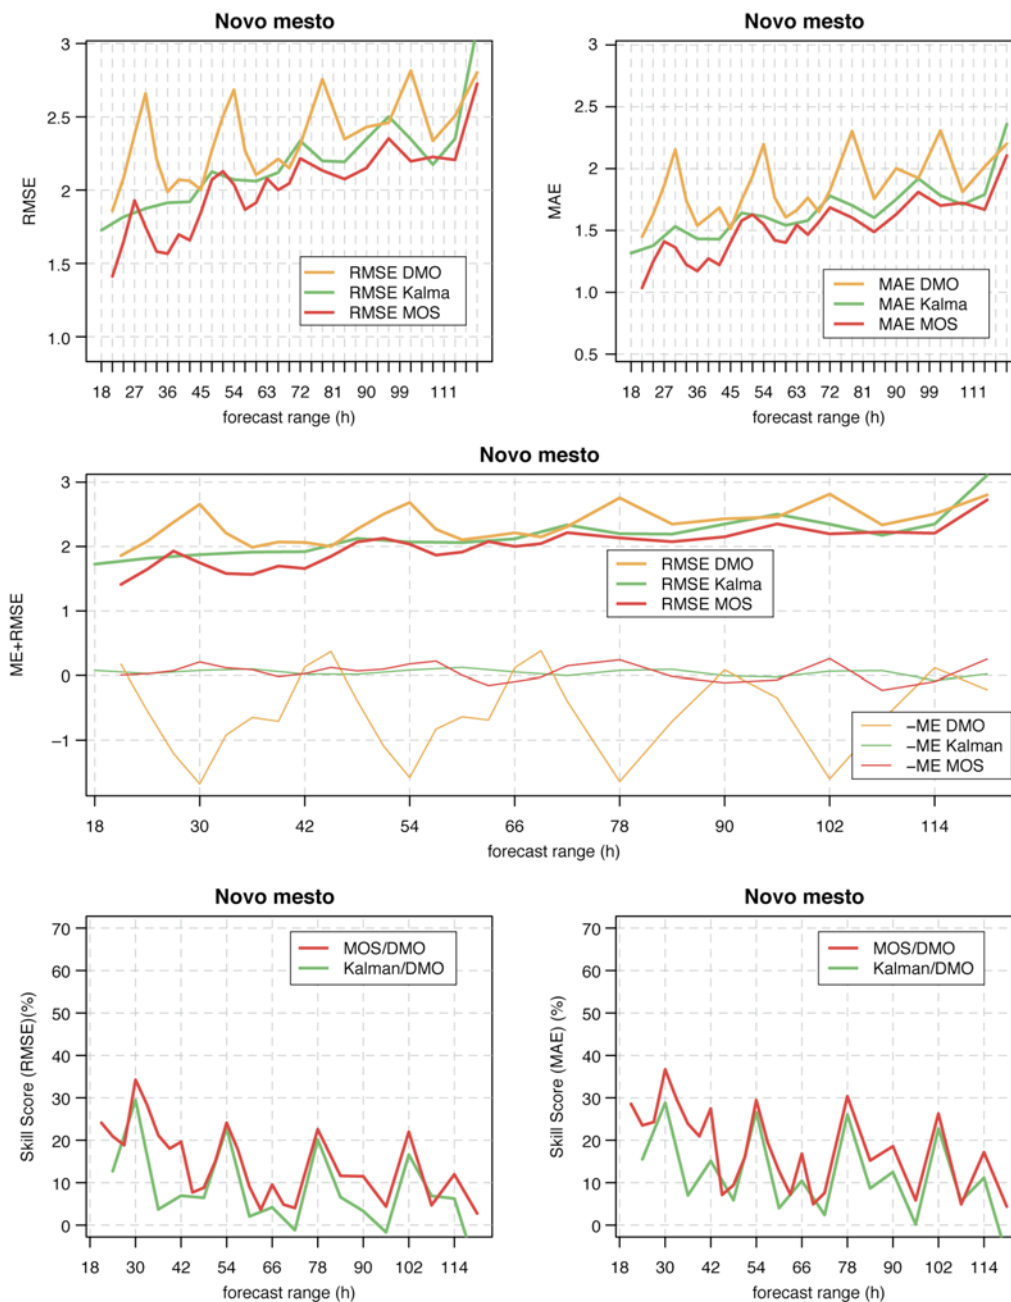 Novo mesto
3
2.5
2
1.5
1.0
RMSE
RMSE DMO
RMSE Kalma
RMSE MOS
18 27 36 45 54 63 72 81 90 99 111
forecast range (h)
Novo mesto
3
2.5
2
1.5
1.0
0.5
MAE
MAE DMO
MAE Kalma
MAE MOS
18 27 36 45 54 63 72 81 90 99 111
forecast range (h)
Novo mesto
3
2
1
0
−1
ME+RMSE
RMSE DMO
RMSE Kalma
RMSE MOS
−ME DMO
−ME Kalman
−ME MOS
18 30 42 54 66 78 90 102 114
forecast range (h)
Novo mesto
70
60
50
40
30
20
10
0
Skill Score (RMSE)(%)
MOS/DMO
Kalman/DMO
18 30 42 54 66 78 90 102 114
forecast range (h)
Novo mesto
70
60
50
40
30
20
10
0
Skill Score (MAE) (%)
MOS/DMO
Kalman/DMO
18 30 42 54 66 78 90 102 114
forecast range (h)